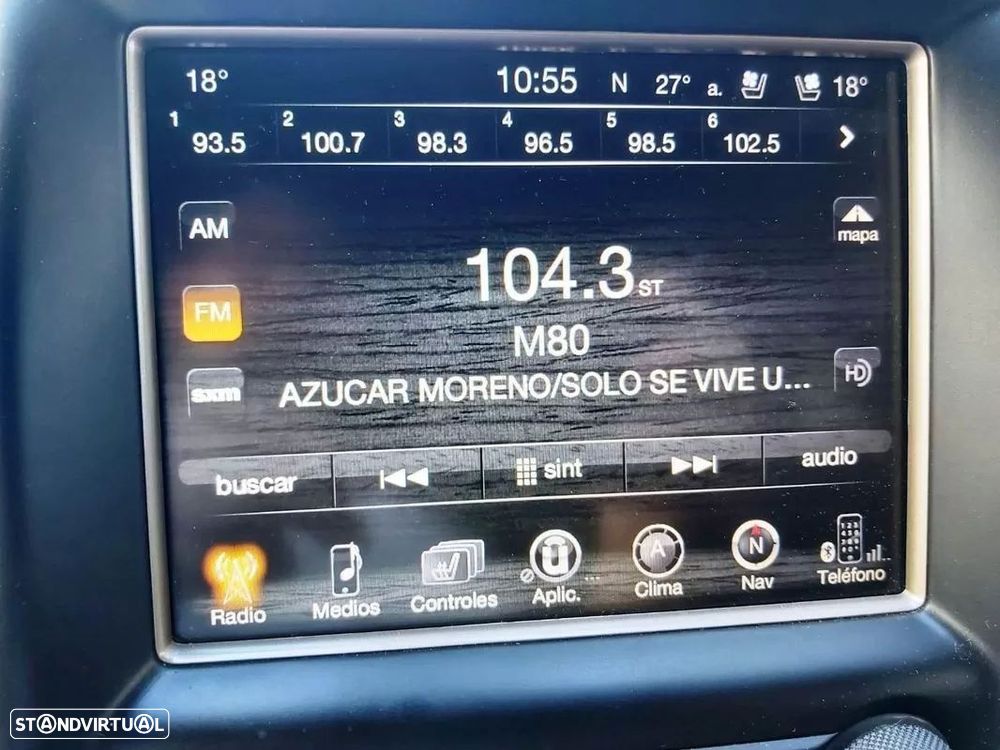 18° 10:55 N 27° a. 18°
1 93.5 2 100.7 3 98.3 4 96.5 5 98.5 6 102.5
AM
mapa
104.3 ST
FM
M80
sxm
AZUCAR MORENO/SOLO SE VIVE U...
HD
buscar sint audio
Radio Medios Controles Aplic. Clima Nav Teléfono
STANDVIRTUAL